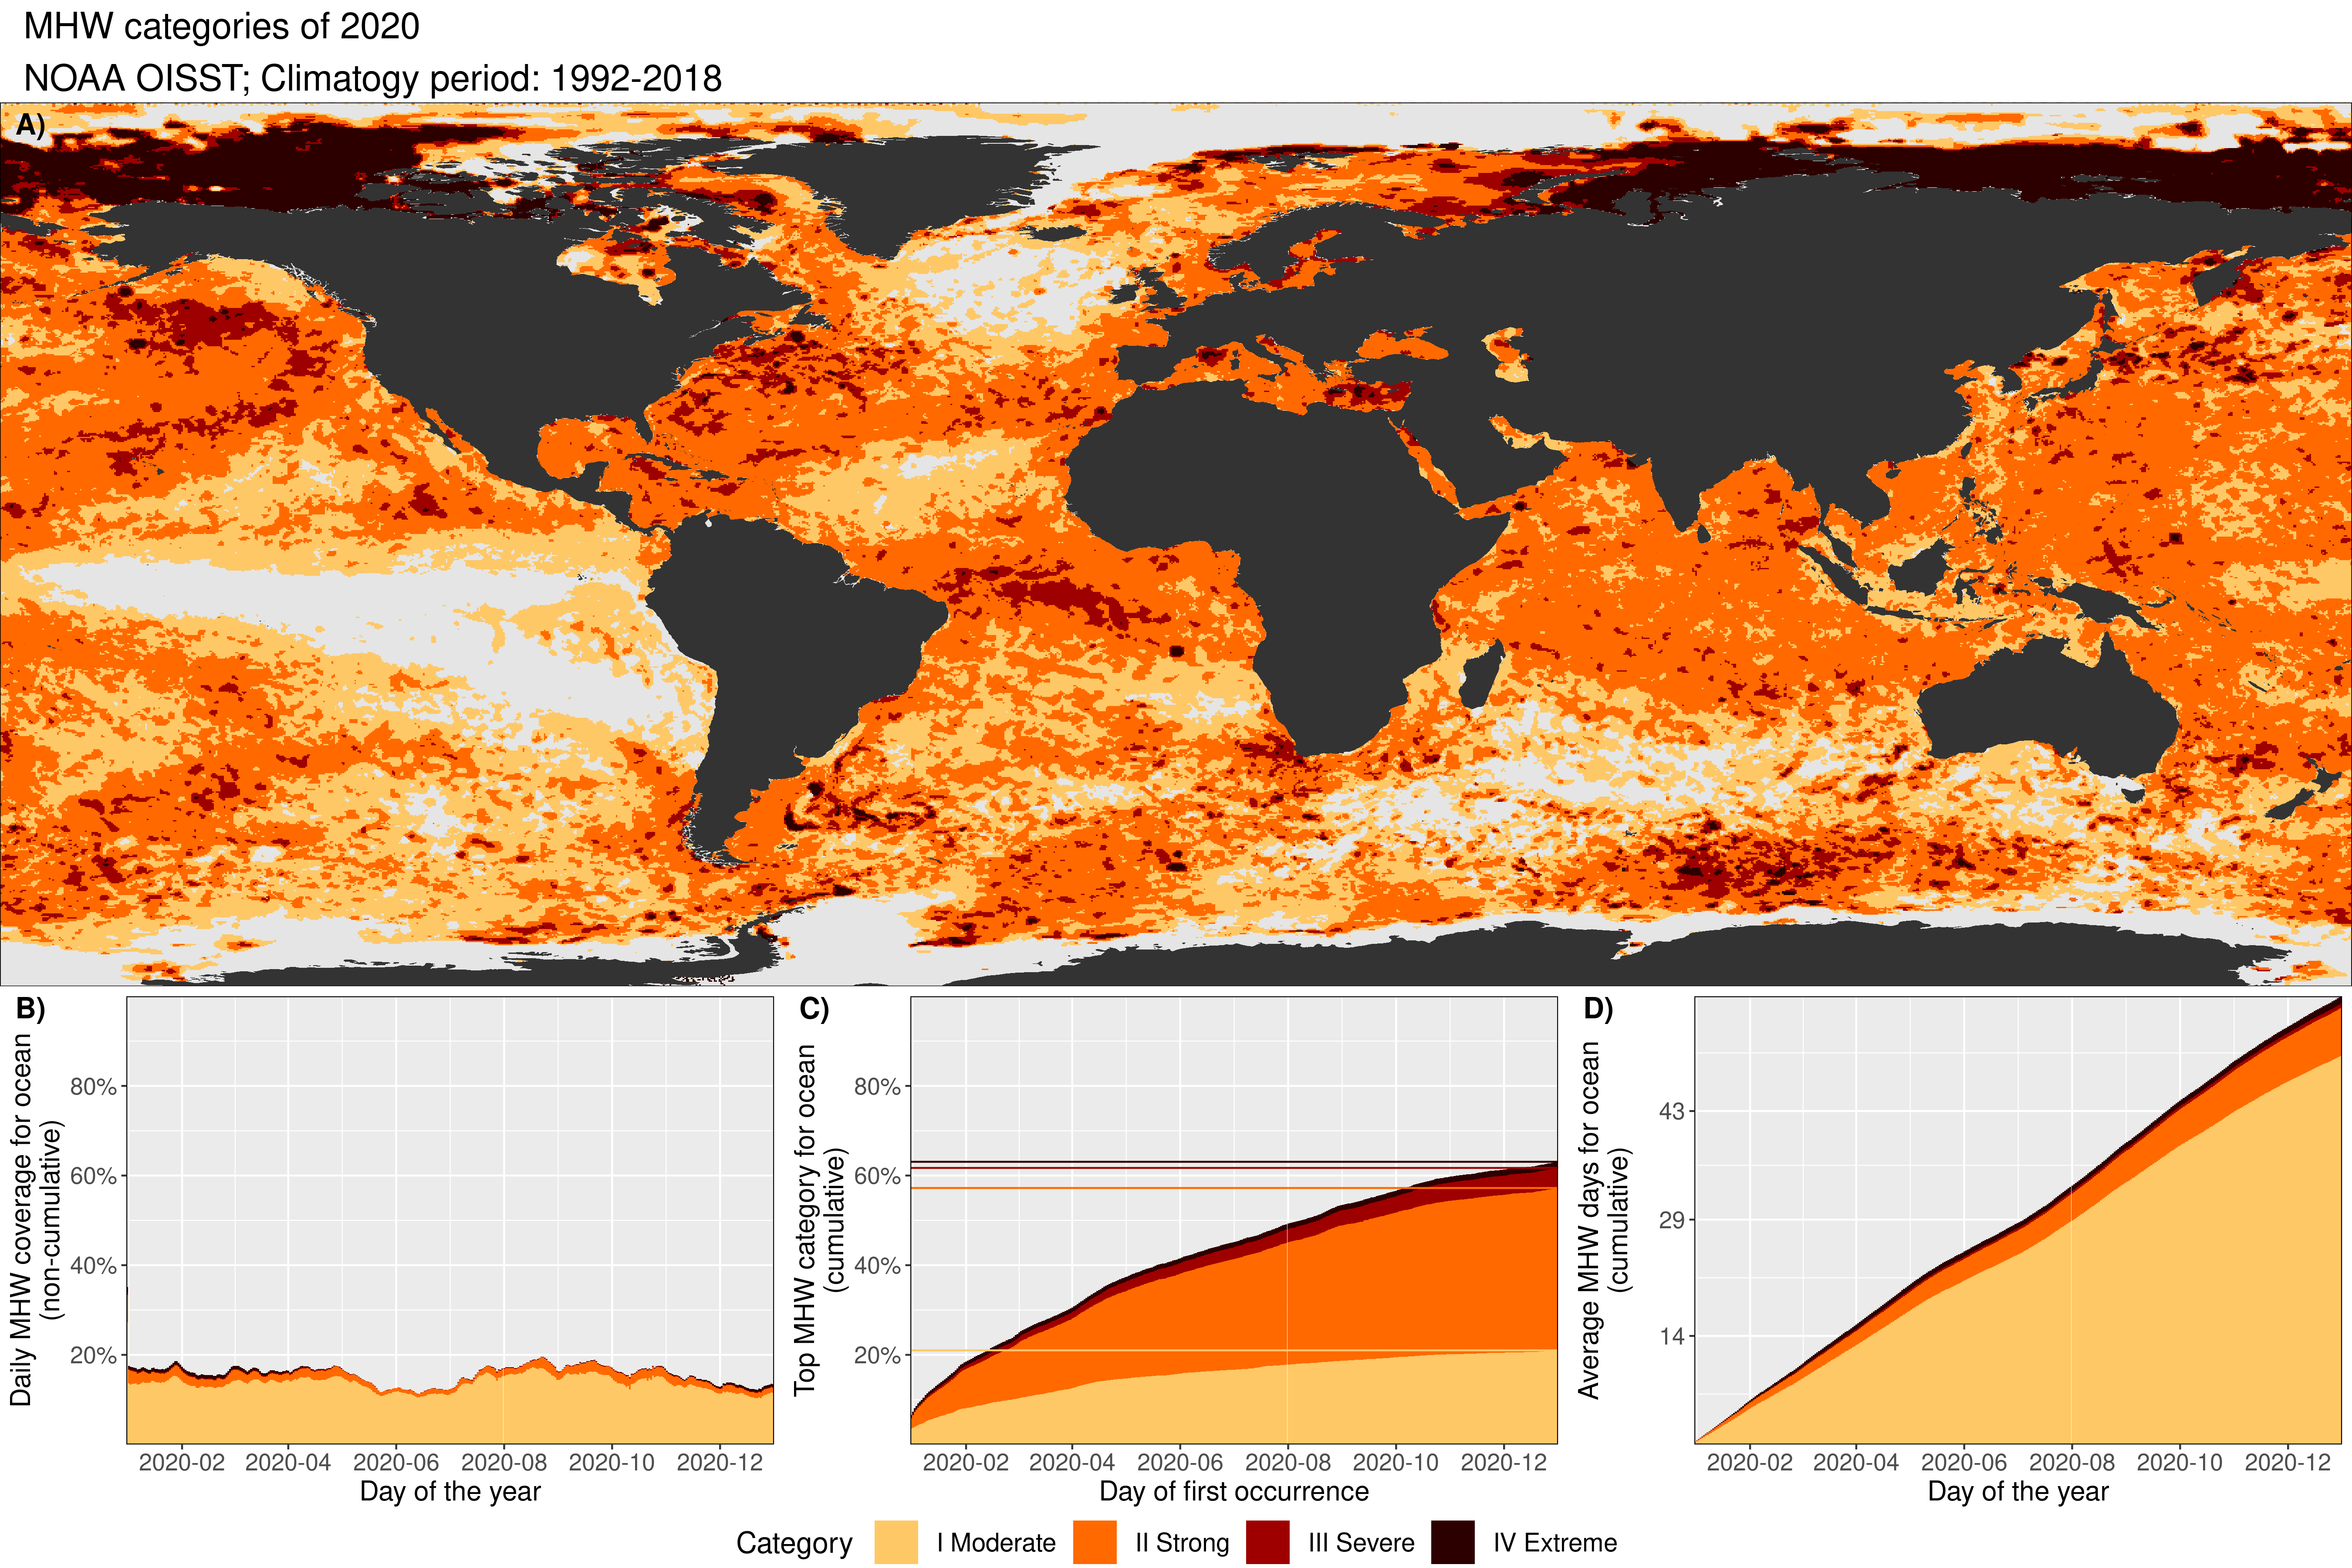 MHW categories of 2020
NOAA OISST; Climatogy period: 1992-2018
A)
B)
Daily MHW coverage for ocean
(non-cumulative)
80%
60%
40%
20%
2020-02 2020-04 2020-06 2020-08 2020-10 2020-12
Day of the year
C)
Top MHW category for ocean
(cumulative)
80%
60%
40%
20%
2020-02 2020-04 2020-06 2020-08 2020-10 2020-12
Day of first occurrence
D)
Average MHW days for ocean
(cumulative)
43
29
14
2020-02 2020-04 2020-06 2020-08 2020-10 2020-12
Day of the year
Category I Moderate II Strong III Severe IV Extreme